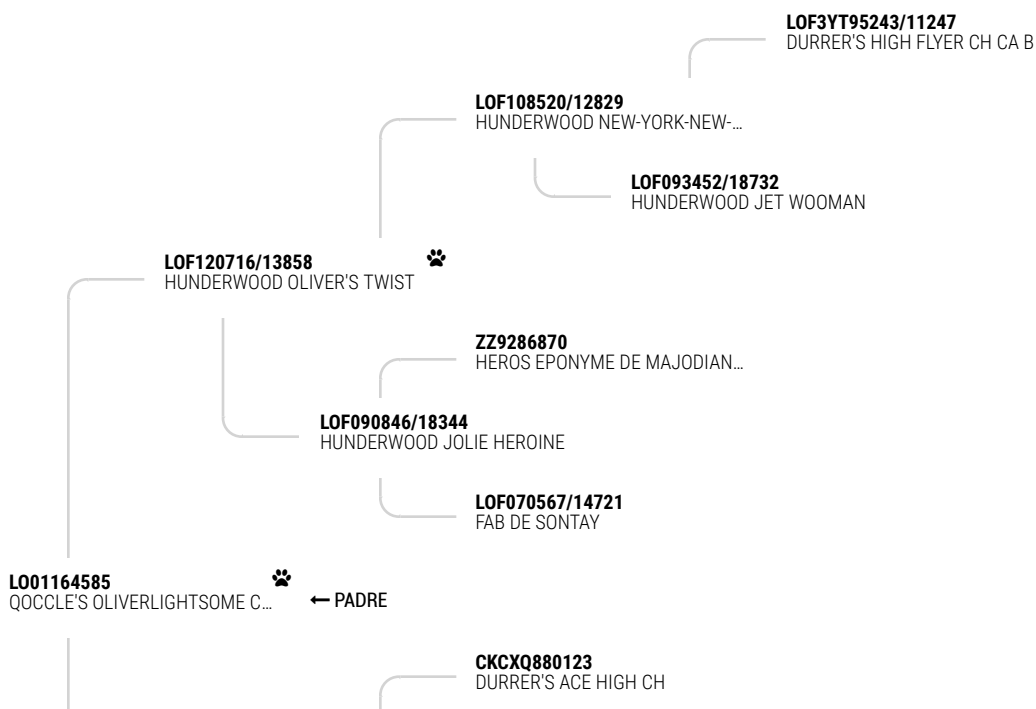 LOF3YT95243/11247
DURRER'S HIGH FLYER CH CA B
LOF108520/12829
HUNDERWOOD NEW-YORK-NEW-...
LOF093452/18732
HUNDERWOOD JET WOOMAN
LOF120716/13858
HUNDERWOOD OLIVER'S TWIST
ZZ9286870
HEROS EPONYME DE MAJODIAN...
LOF090846/18344
HUNDERWOOD JOLIE HEROINE
LOF070567/14721
FAB DE SONTAY
LO01164585
QOCCLE'S OLIVERLIGHTSOME C...
← PADRE
CKCXQ880123
DURRER'S ACE HIGH CH